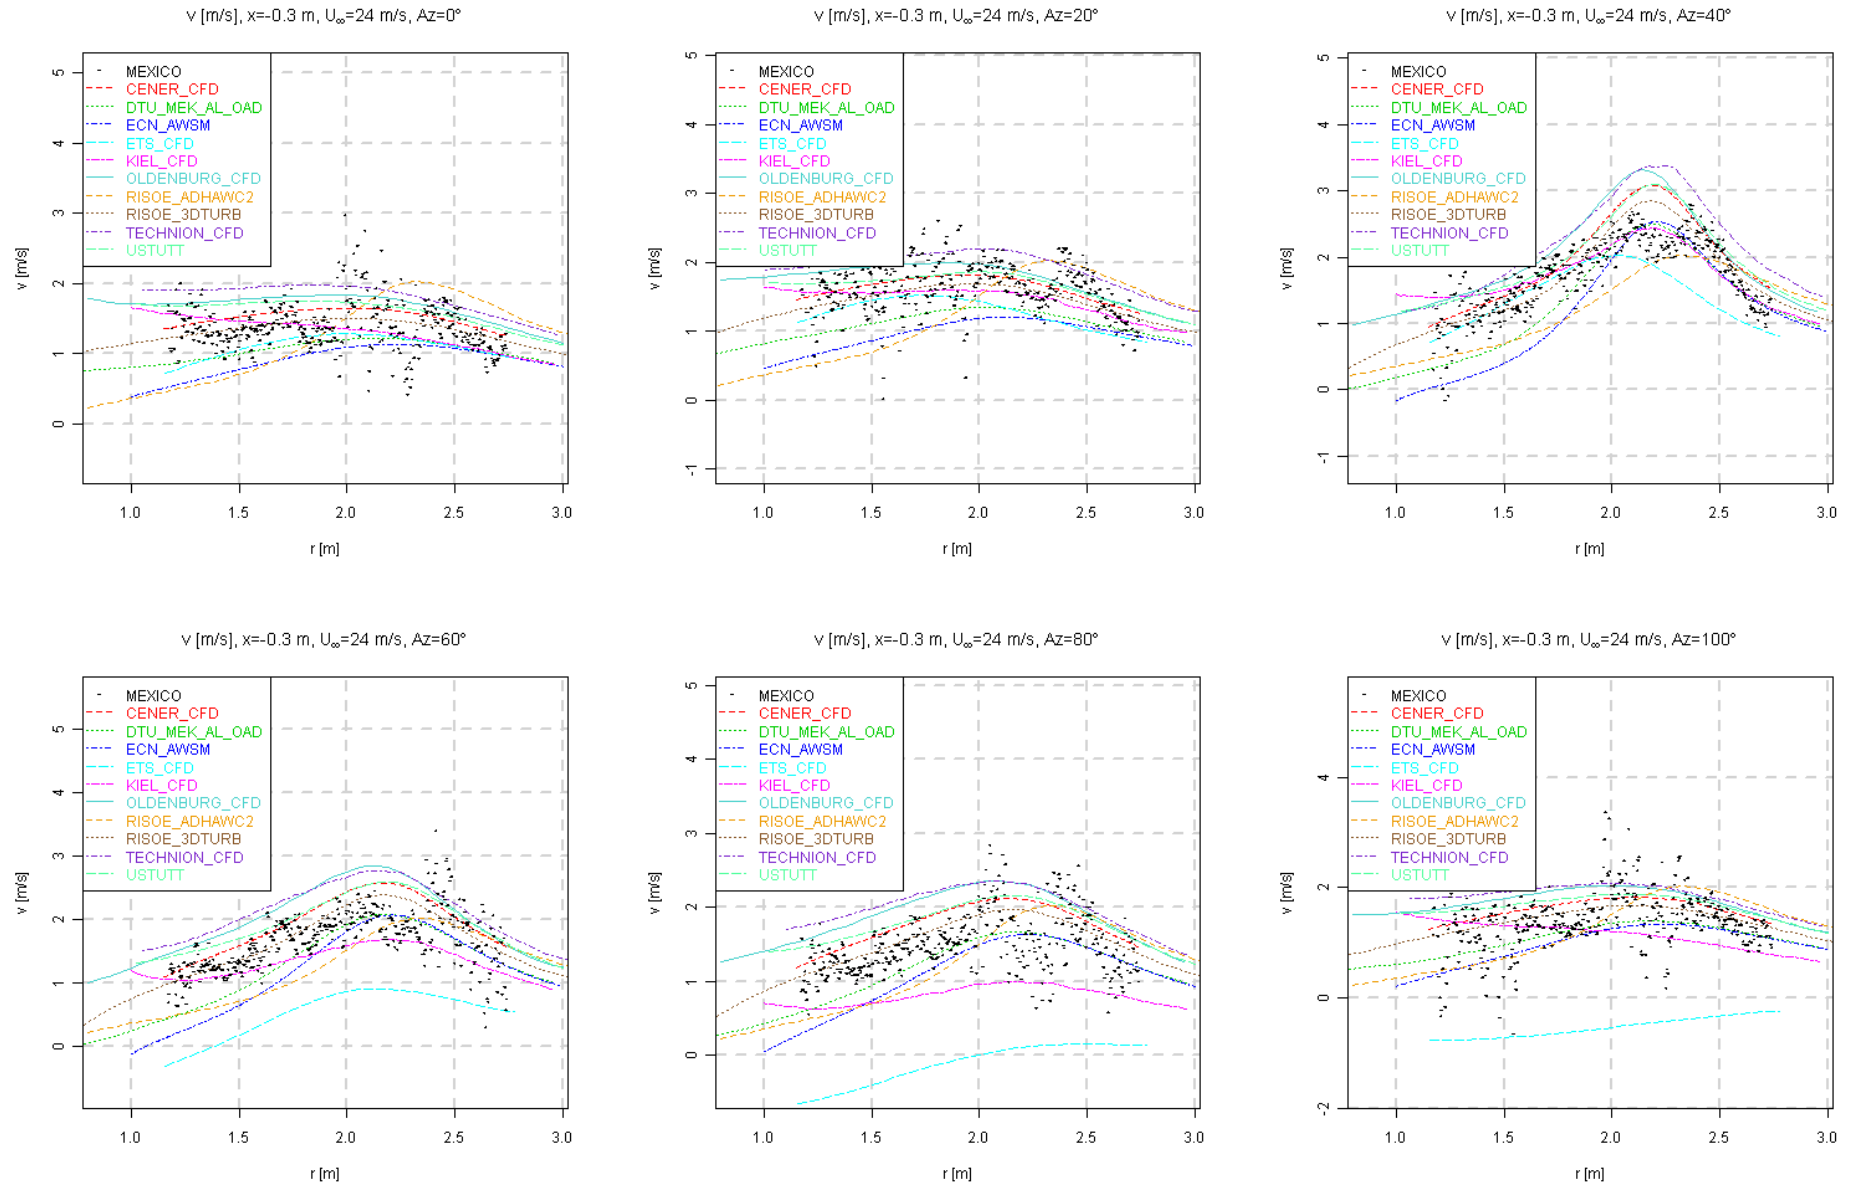 v [m/s], x=-0.3 m, U∞=24 m/s, Az=0°
MEXICO
CENER_CFD
DTU_MEK_AL_OAD
ECN_AWSM
ETS_CFD
KIEL_CFD
OLDENBURG_CFD
RISOE_ADHAWC2
RISOE_3DTURB
TECHNION_CFD
USTUTT
5
4
3
2
1
0
v [m/s]
1.0 1.5 2.0 2.5 3.0
r [m]
v [m/s], x=-0.3 m, U∞=24 m/s, Az=20°
MEXICO
CENER_CFD
DTU_MEK_AL_OAD
ECN_AWSM
ETS_CFD
KIEL_CFD
OLDENBURG_CFD
RISOE_ADHAWC2
RISOE_3DTURB
TECHNION_CFD
USTUTT
5
4
3
2
1
0
-1
v [m/s]
1.0 1.5 2.0 2.5 3.0
r [m]
v [m/s], x=-0.3 m, U∞=24 m/s, Az=40°
MEXICO
CENER_CFD
DTU_MEK_AL_OAD
ECN_AWSM
ETS_CFD
KIEL_CFD
OLDENBURG_CFD
RISOE_ADHAWC2
RISOE_3DTURB
TECHNION_CFD
USTUTT
5
4
3
2
1
0
-1
v [m/s]
1.0 1.5 2.0 2.5 3.0
r [m]
v [m/s], x=-0.3 m, U∞=24 m/s, Az=60°
MEXICO
CENER_CFD
DTU_MEK_AL_OAD
ECN_AWSM
ETS_CFD
KIEL_CFD
OLDENBURG_CFD
RISOE_ADHAWC2
RISOE_3DTURB
TECHNION_CFD
USTUTT
5
4
3
2
1
0
v [m/s]
1.0 1.5 2.0 2.5 3.0
r [m]
v [m/s], x=-0.3 m, U∞=24 m/s, Az=80°
MEXICO
CENER_CFD
DTU_MEK_AL_OAD
ECN_AWSM
ETS_CFD
KIEL_CFD
OLDENBURG_CFD
RISOE_ADHAWC2
RISOE_3DTURB
TECHNION_CFD
USTUTT
5
4
3
2
1
0
v [m/s]
1.0 1.5 2.0 2.5 3.0
r [m]
v [m/s], x=-0.3 m, U∞=24 m/s, Az=100°
MEXICO
CENER_CFD
DTU_MEK_AL_OAD
ECN_AWSM
ETS_CFD
KIEL_CFD
OLDENBURG_CFD
RISOE_ADHAWC2
RISOE_3DTURB
TECHNION_CFD
USTUTT
4
2
0
-2
v [m/s]
1.0 1.5 2.0 2.5 3.0
r [m]